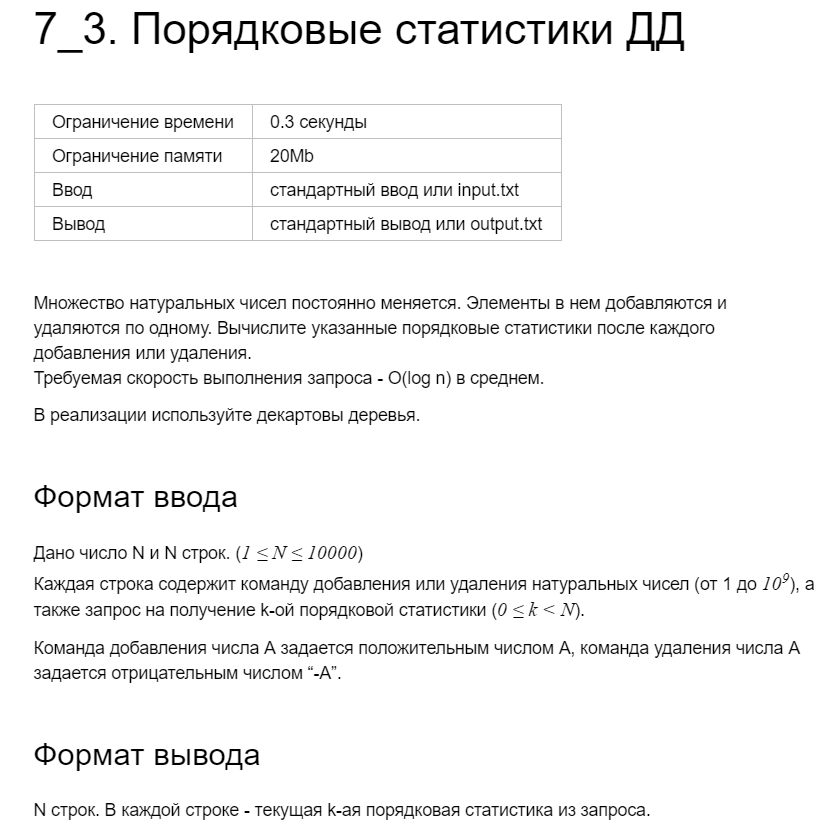 7_3. Порядковые статистики ДД
Ограничение времени 0.3 секунды
Ограничение памяти 20Mb
Ввод стандартный ввод или input.txt
Вывод стандартный вывод или output.txt
Множество натуральных чисел постоянно меняется. Элементы в нем добавляются и
удаляются по одному. Вычислите указанные порядковые статистики после каждого
добавления или удаления.
Требуемая скорость выполнения запроса - O(log n) в среднем.
В реализации используйте декартовы деревья.
Формат ввода
Дано число N и N строк. (1 ≤ N ≤ 10000)
Каждая строка содержит команду добавления или удаления натуральных чисел (от 1 до 10⁹), а
также запрос на получение k-ой порядковой статистики (0 ≤ k < N).
Команда добавления числа A задается положительным числом A, команда удаления числа A
задается отрицательным числом “-A”.
Формат вывода
N строк. В каждой строке - текущая k-ая порядковая статистика из запроса.